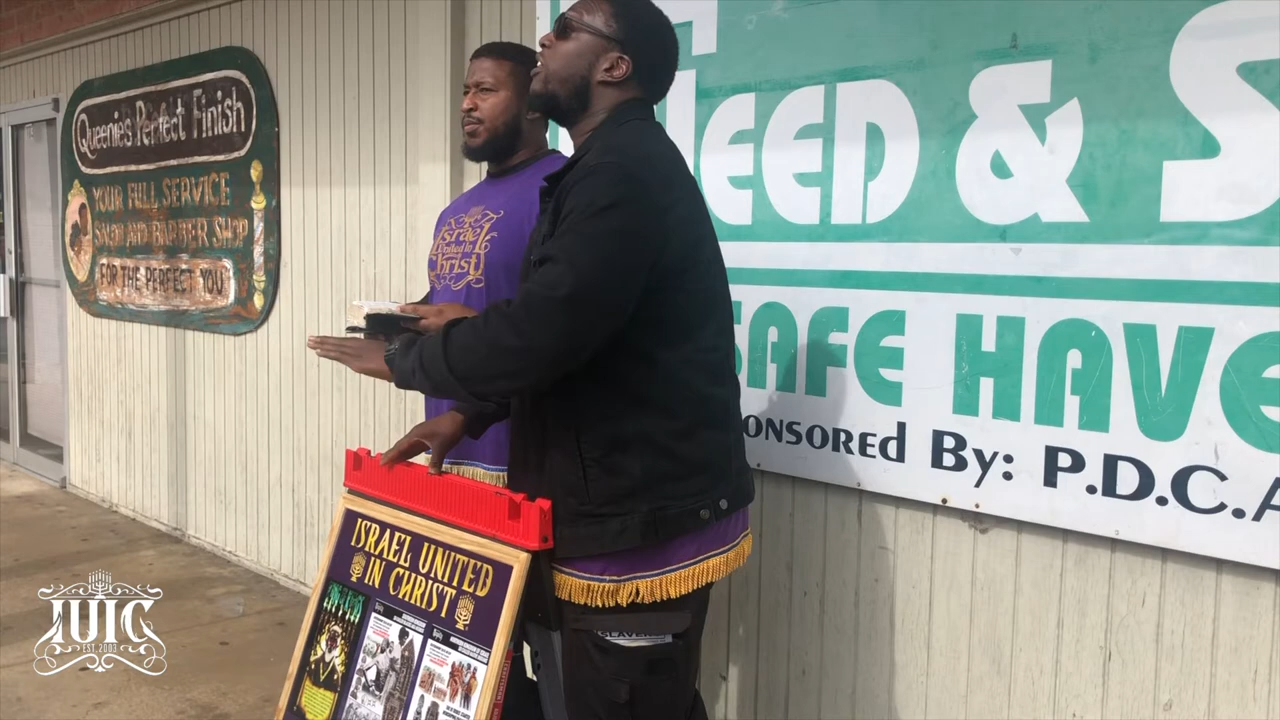 Queenie's Perfect Finish
YOUR FULL SERVICE
SALON AND BARBER SHOP
"FOR THE PERFECT YOU"
Israel
United In
Christ
EED & S
SAFE HAVE
ONSORED By: P.D.C.A
ISRAEL UNITED
IN CHRIST
SLAVE
IUIC
EST. 2003